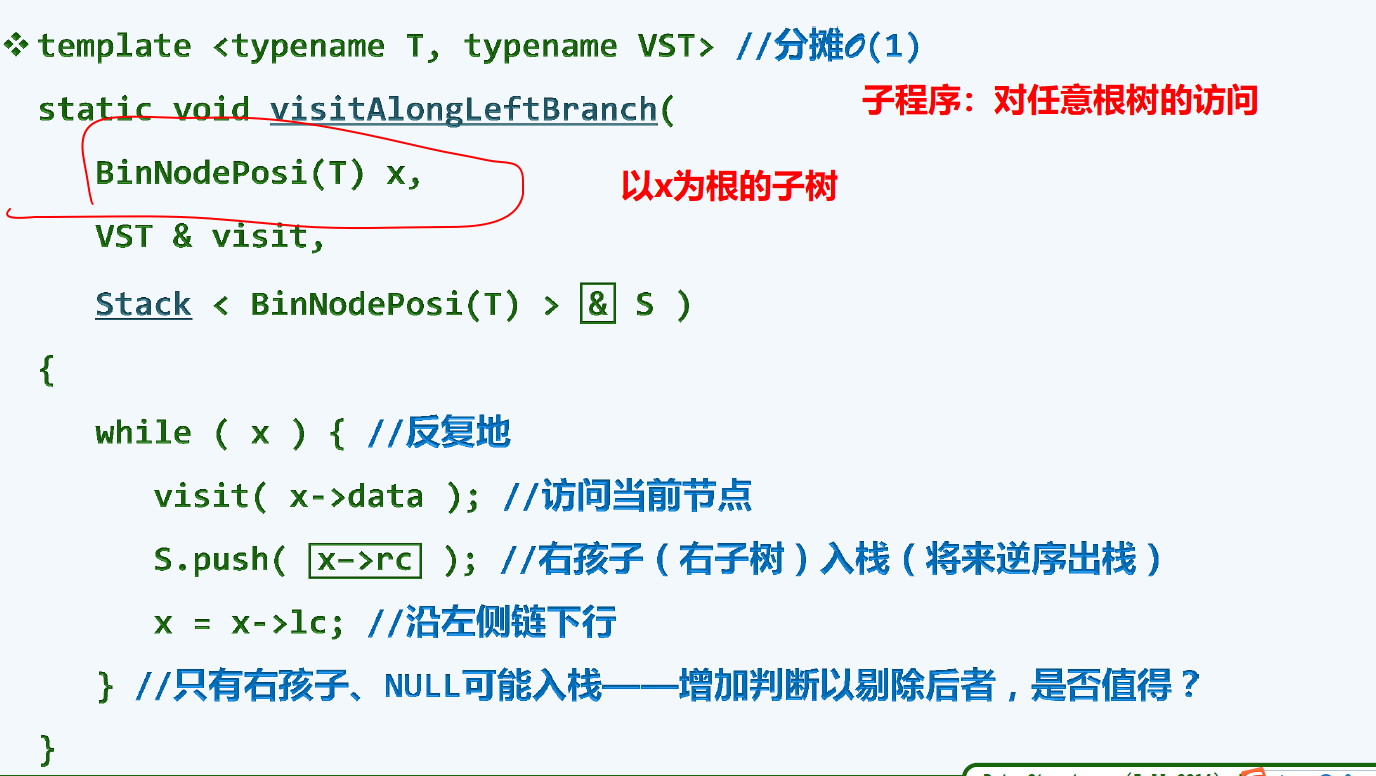 ❖ template <typename T, typename VST> //分摊O(1)
static void visitAlongLeftBranch(
子程序：对任意根树的访问
BinNodePosi(T) x,
以x为根的子树
VST & visit,
Stack < BinNodePosi(T) > & S )
{
while ( x ) { //反复地
visit( x->data ); //访问当前节点
S.push( x->rc ); //右孩子（右子树）入栈（将来逆序出栈）
x = x->lc; //沿左侧链下行
} //只有右孩子、NULL可能入栈——增加判断以剔除后者，是否值得？
}